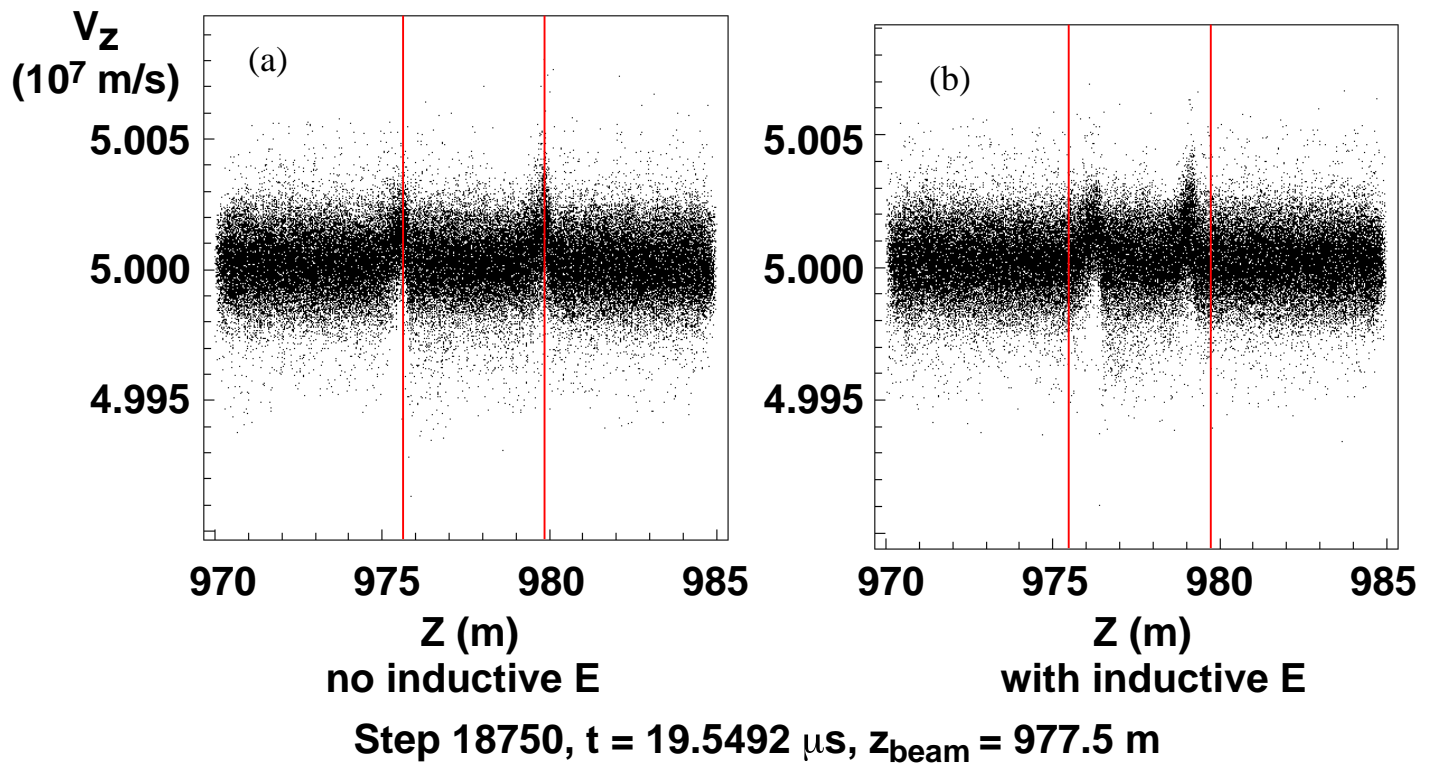 Vz
(10⁷ m/s)
(a)
5.005
5.000
4.995
970 975 980 985
Z (m)
no inductive E
(b)
5.005
5.000
4.995
970 975 980 985
Z (m)
with inductive E
Step 18750, t = 19.5492 μs, zbeam = 977.5 m